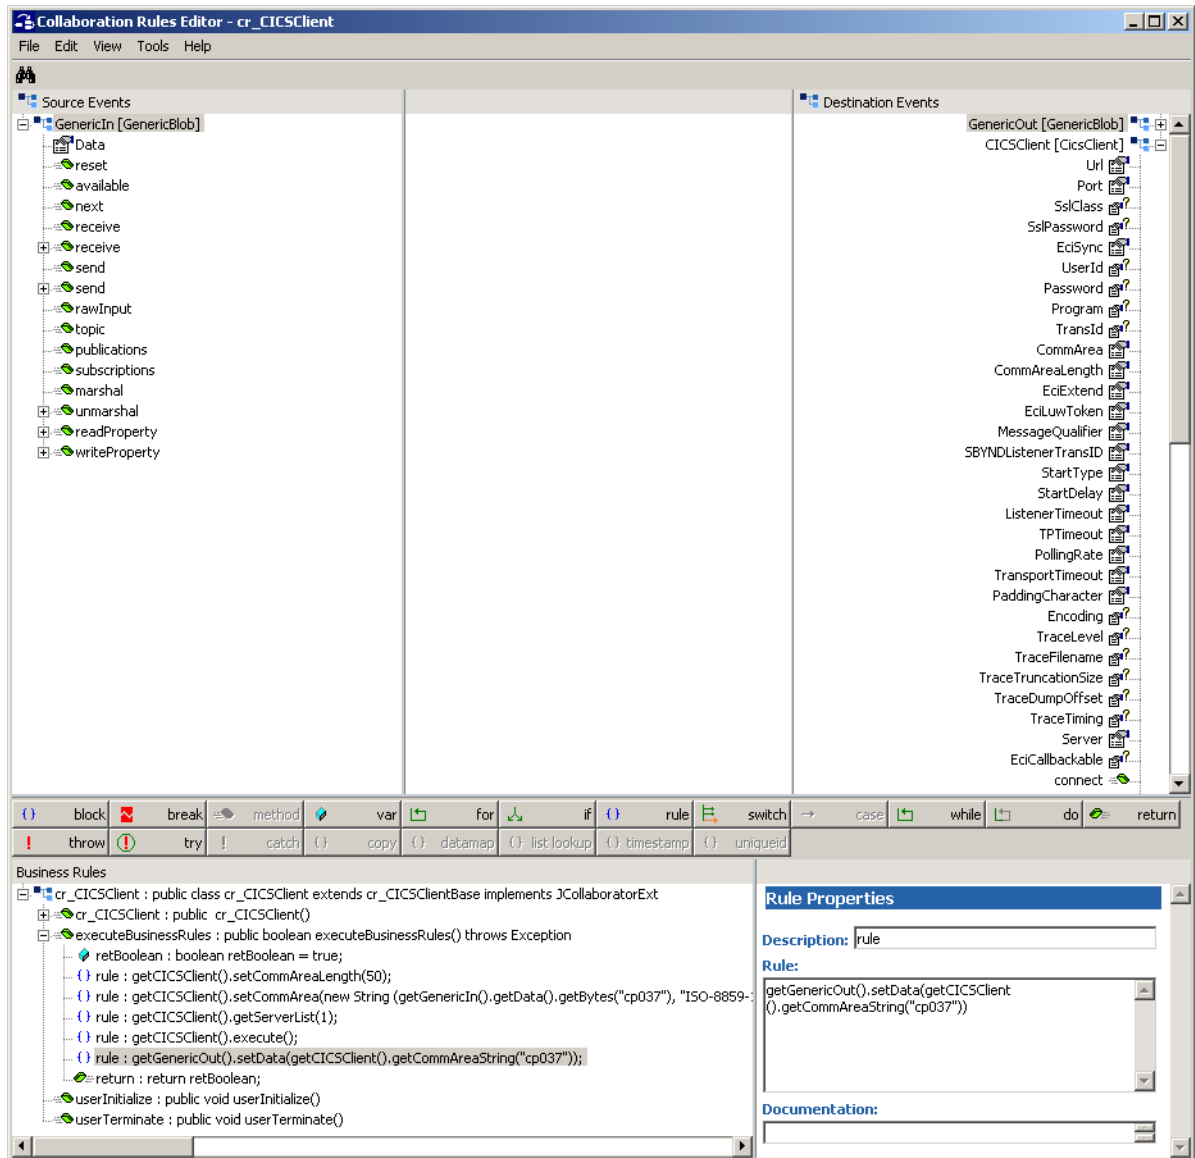 Collaboration Rules Editor - cr_CICSClient
File Edit View Tools Help
Source Events
Destination Events
GenericIn [GenericBlob]
Data
reset
available
next
receive
receive
send
send
rawInput
topic
publications
subscriptions
marshal
unmarshal
readProperty
writeProperty
GenericOut [GenericBlob]
CICSClient [CicsClient]
Url
Port
SslClass
SslPassword
EciSync
UserId
Password
Program
TransId
CommArea
CommAreaLength
EciExtend
EciLuwToken
MessageQualifier
SBYNDListenerTransID
StartType
StartDelay
ListenerTimeout
TPTimeout
PollingRate
TransportTimeout
PaddingCharacter
Encoding
TraceLevel
TraceFilename
TraceTruncationSize
TraceDumpOffset
TraceTiming
Server
EciCallbackable
connect
block break method var for if rule switch case while do return
throw try catch copy datamap list lookup timestamp uniqueid
Business Rules
cr_CICSClient : public class cr_CICSClient extends cr_CICSClientBase implements JCollaboratorExt
cr_CICSClient : public cr_CICSClient()
executeBusinessRules : public boolean executeBusinessRules() throws Exception
retBoolean : boolean retBoolean = true;
rule : getCICSClient().setCommAreaLength(50);
rule : getCICSClient().setCommArea(new String (getGenericIn().getData().getBytes("cp037"), "ISO-8859-
rule : getCICSClient().getServerList(1);
rule : getCICSClient().execute();
rule : getGenericOut().setData(getCICSClient().getCommAreaString("cp037"));
return : return retBoolean;
userInitialize : public void userInitialize()
userTerminate : public void userTerminate()
Rule Properties
Description: rule
Rule:
getGenericOut().setData(getCICSClient
().getCommAreaString("cp037"))
Documentation: